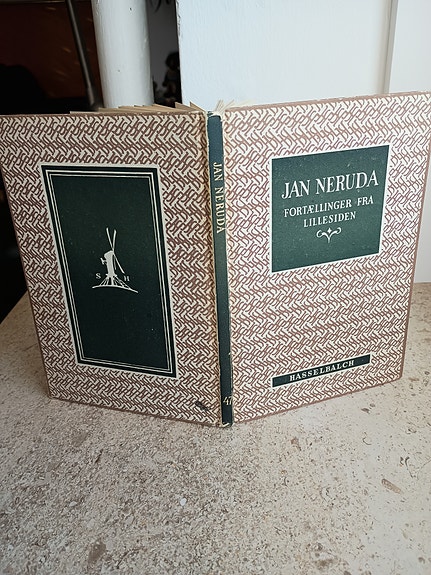 S H
JAN NERUDA
47
JAN NERUDA
FORTÆLLINGER FRA
LILLESIDEN
HASSELBALCH